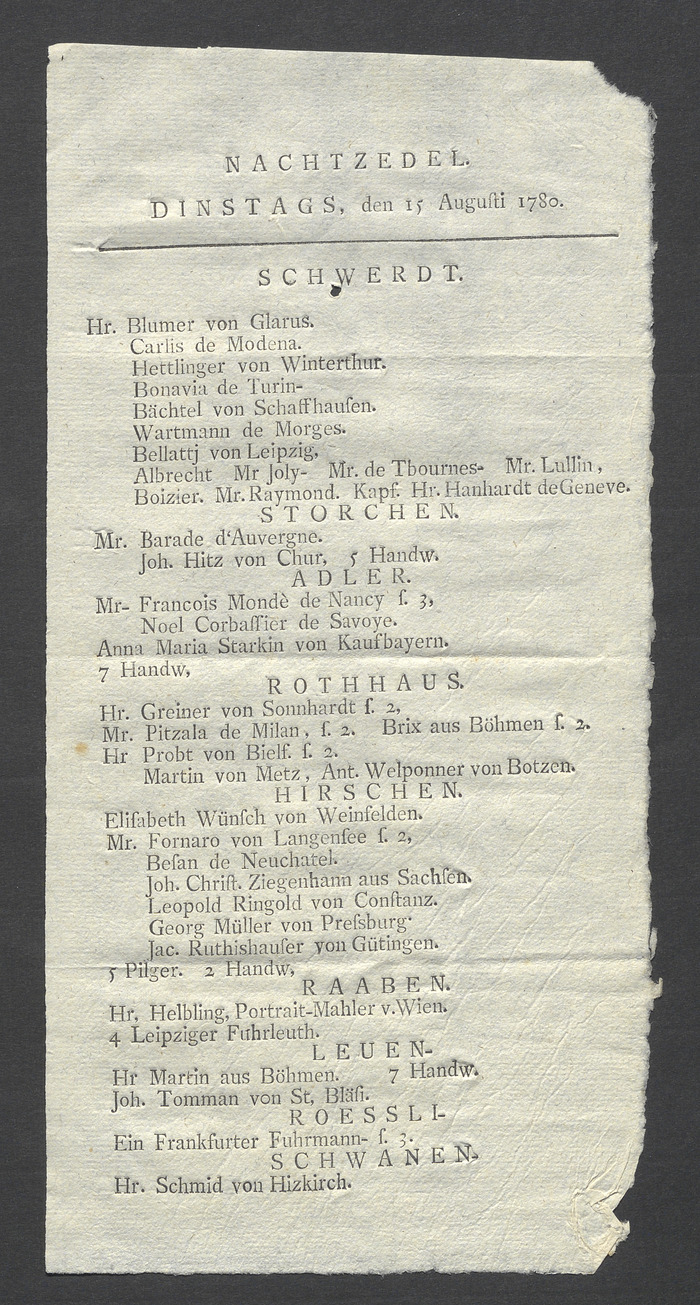 NACHTZEDEL.
DINSTAGS, den 15 Auguſti 1780.
SCHWERDT.
Hr. Blumer von Glarus.
Carlis de Modena.
Hettlinger von Winterthur.
Bonavia de Turin-
Bächtel von Schaffhauſen.
Wartmann de Morges.
Bellattj von Leipzig,
Albrecht Mr Joly- Mr. de Tbournes- Mr. Lullin,
Boizier. Mr. Raymond. Kapf. Hr. Hanhardt de Geneve.
STORCHEN.
Mr. Barade d'Auvergne.
Joh. Hitz von Chur, 5 Handw.
ADLER.
Mr- Francois Mondè de Nancy ſ. 3,
Noel Corbaſſier de Savoye.
Anna Maria Starkin von Kaufbayern.
7 Handw,
ROTHHAUS.
Hr. Greiner von Sonnhardt ſ. 2,
Mr. Pitzala de Milan, ſ. 2. Brix aus Böhmen ſ. 2.
Hr Probt von Bielf. ſ. 2.
Martin von Metz, Ant. Welponner von Botzen.
HIRSCHEN.
Eliſabeth Wünſch von Weinfelden.
Mr. Fornaro von Langenſee ſ. 2,
Beſan de Neuchatel.
Joh. Chriſt. Ziegenhann aus Sachſen.
Leopold Ringold von Conſtanz.
Georg Müller von Preſsburg.
Jac. Ruthishauſer von Gütingen.
5 Pilger. 2 Handw,
RAABEN.
Hr, Helbling, Portrait-Mahler v. Wien.
4 Leipziger Fuhrleuth.
LEUEN-
Hr Martin aus Böhmen. 7 Handw.
Joh. Tomman von St, Bläſi.
ROESSLI-
Ein Frankfurter Fuhrmann- ſ. 3.
SCHWANEN-
Hr. Schmid von Hizkirch.